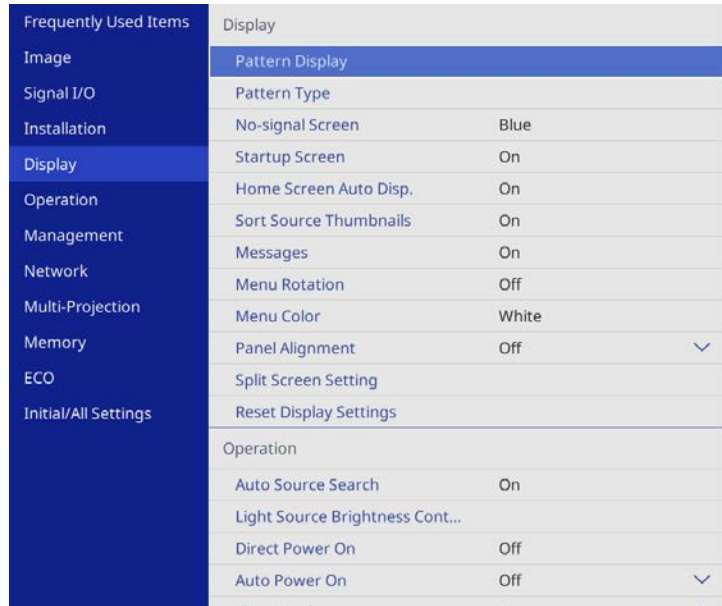 Frequently Used Items
Image
Signal I/O
Installation
Display
Operation
Management
Network
Multi-Projection
Memory
ECO
Initial/All Settings
Display
Pattern Display
Pattern Type
No-signal Screen Blue
Startup Screen On
Home Screen Auto Disp. On
Sort Source Thumbnails On
Messages On
Menu Rotation Off
Menu Color White
Panel Alignment Off
Split Screen Setting
Reset Display Settings
Operation
Auto Source Search On
Light Source Brightness Cont...
Direct Power On Off
Auto Power On Off